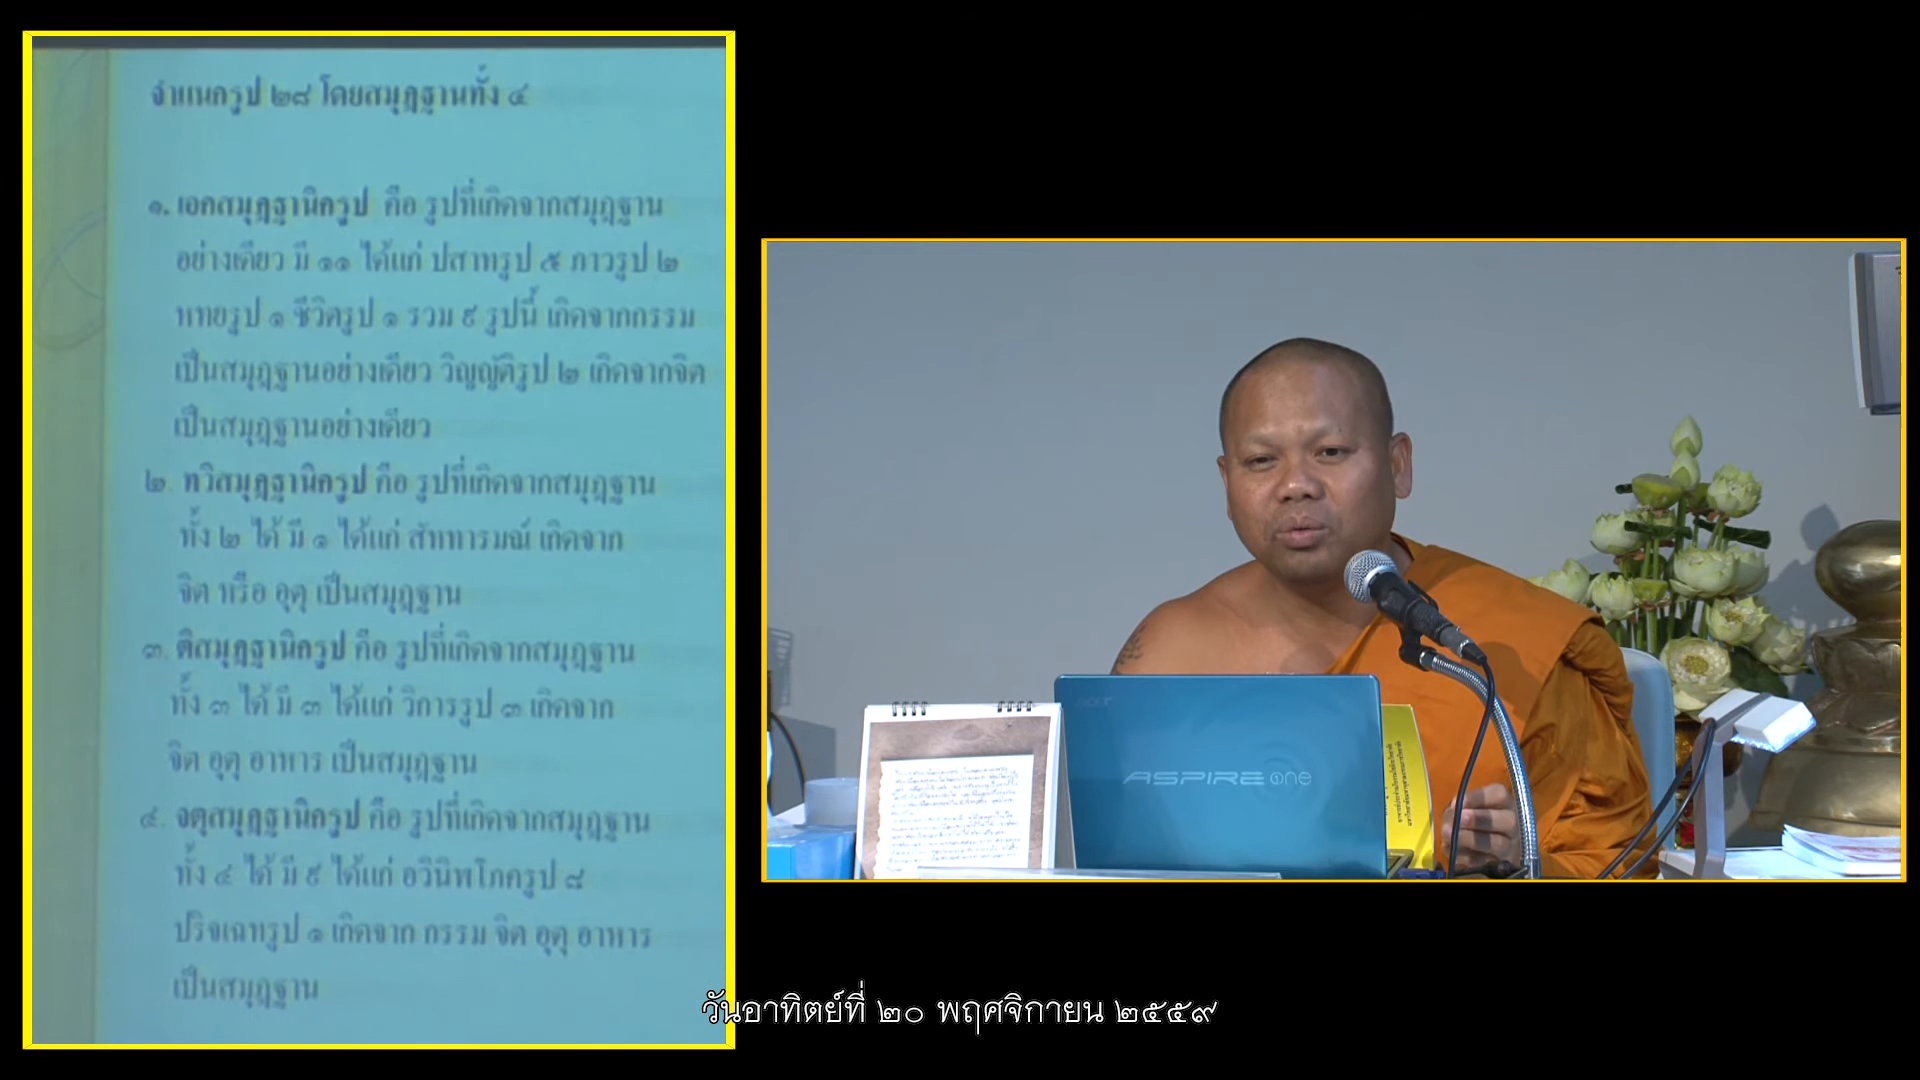 จำแนกรูป ๒๘ โดยสมุฏฐานทั้ง ๔
๑. เอกสมุฏฐานิกรูป คือ รูปที่เกิดจากสมุฏฐาน
อย่างเดียว มี ๑๑ ได้แก่ ปสาทรูป ๕ ภาวรูป ๒
หทยรูป ๑ ชีวิตรูป ๑ รวม ๙ รูปนี้ เกิดจากกรรม
เป็นสมุฏฐานอย่างเดียว วิญญัติรูป ๒ เกิดจากจิต
เป็นสมุฏฐานอย่างเดียว
๒. ทวิสมุฏฐานิกรูป คือ รูปที่เกิดจากสมุฏฐาน
ทั้ง ๒ ได้ มี ๑ ได้แก่ สัททารมณ์ เกิดจาก
จิต หรือ อุตุ เป็นสมุฏฐาน
๓. ติสมุฏฐานิกรูป คือ รูปที่เกิดจากสมุฏฐาน
ทั้ง ๓ ได้ มี ๓ ได้แก่ วิการรูป ๓ เกิดจาก
จิต อุตุ อาหาร เป็นสมุฏฐาน
๔. จตุสมุฏฐานิกรูป คือ รูปที่เกิดจากสมุฏฐาน
ทั้ง ๔ ได้ มี ๙ ได้แก่ อวินิพโภครูป ๘
ปริจเฉทรูป ๑ เกิดจาก กรรม จิต อุตุ อาหาร
เป็นสมุฏฐาน
acer
ASPIRE one
วันอาทิตย์ที่ ๒๐ พฤศจิกายน ๒๕๕๙